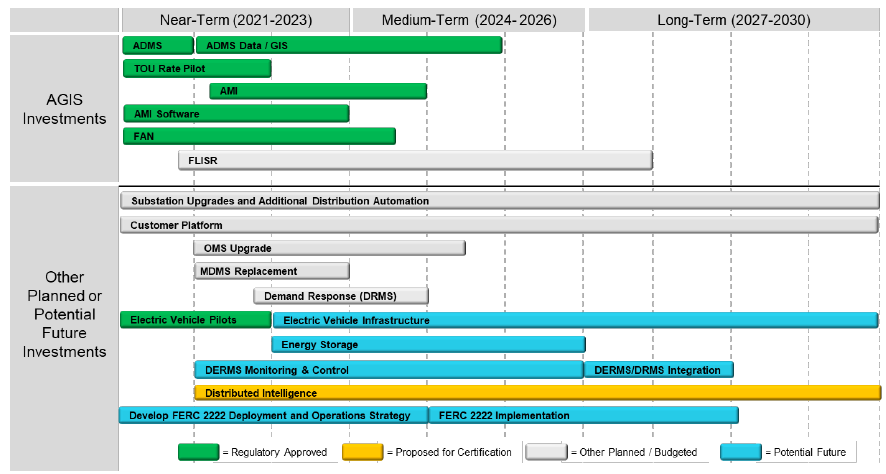 Near-Term (2021-2023)
Medium-Term (2024- 2026)
Long-Term (2027-2030)
AGIS
Investments
ADMS
ADMS Data / GIS
TOU Rate Pilot
AMI
AMI Software
FAN
FLISR
Other
Planned or
Potential
Future
Investments
Substation Upgrades and Additional Distribution Automation
Customer Platform
OMS Upgrade
MDMS Replacement
Demand Response (DRMS)
Electric Vehicle Pilots
Electric Vehicle Infrastructure
Energy Storage
DERMS Monitoring & Control
DERMS/DRMS Integration
Distributed Intelligence
Develop FERC 2222 Deployment and Operations Strategy
FERC 2222 Implementation
= Regulatory Approved
= Proposed for Certification
= Other Planned / Budgeted
= Potential Future